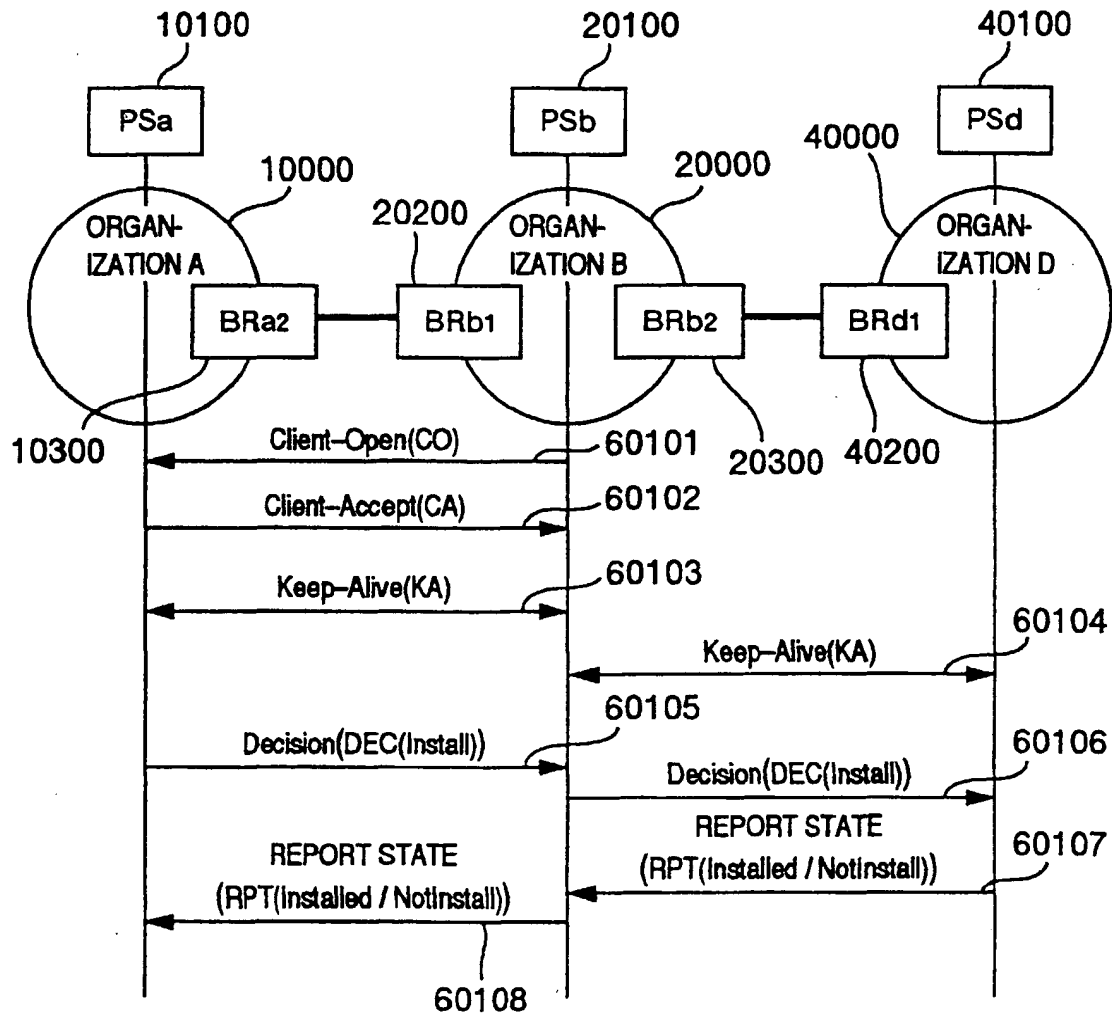 10100
20100
40100
PSa
PSb
PSd
10000
20000
40000
20200
ORGAN-
IZATION A
ORGAN-
IZATION B
ORGAN-
IZATION D
BRa2
BRb1
BRb2
BRd1
10300
20300
40200
Client-Open(CO)
60101
Client-Accept(CA)
60102
Keep-Alive(KA)
60103
Keep-Alive(KA)
60104
Decision(DEC(Install))
60105
Decision(DEC(Install))
60106
REPORT STATE
(RPT(Installed / NotInstall))
60107
REPORT STATE
(RPT(Installed / NotInstall))
60108